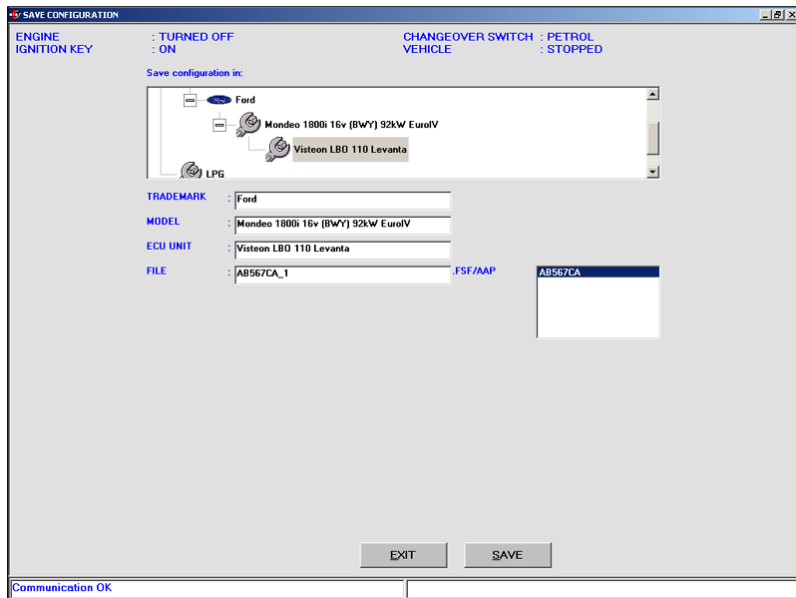 SAVE CONFIGURATION
ENGINE : TURNED OFF CHANGEOVER SWITCH : PETROL
IGNITION KEY : ON VEHICLE : STOPPED
Save configuration in:
Ford
Mondeo 1800i 16v (BWY) 92kW EuroIV
Visteon LBO 110 Levanta
LPG
TRADEMARK : Ford
MODEL : Mondeo 1800i 16v (BWY) 92kW EuroIV
ECU UNIT : Visteon LBO 110 Levanta
FILE : AB567CA_1 .FSF/AAP AB567CA
EXIT SAVE
Communication OK